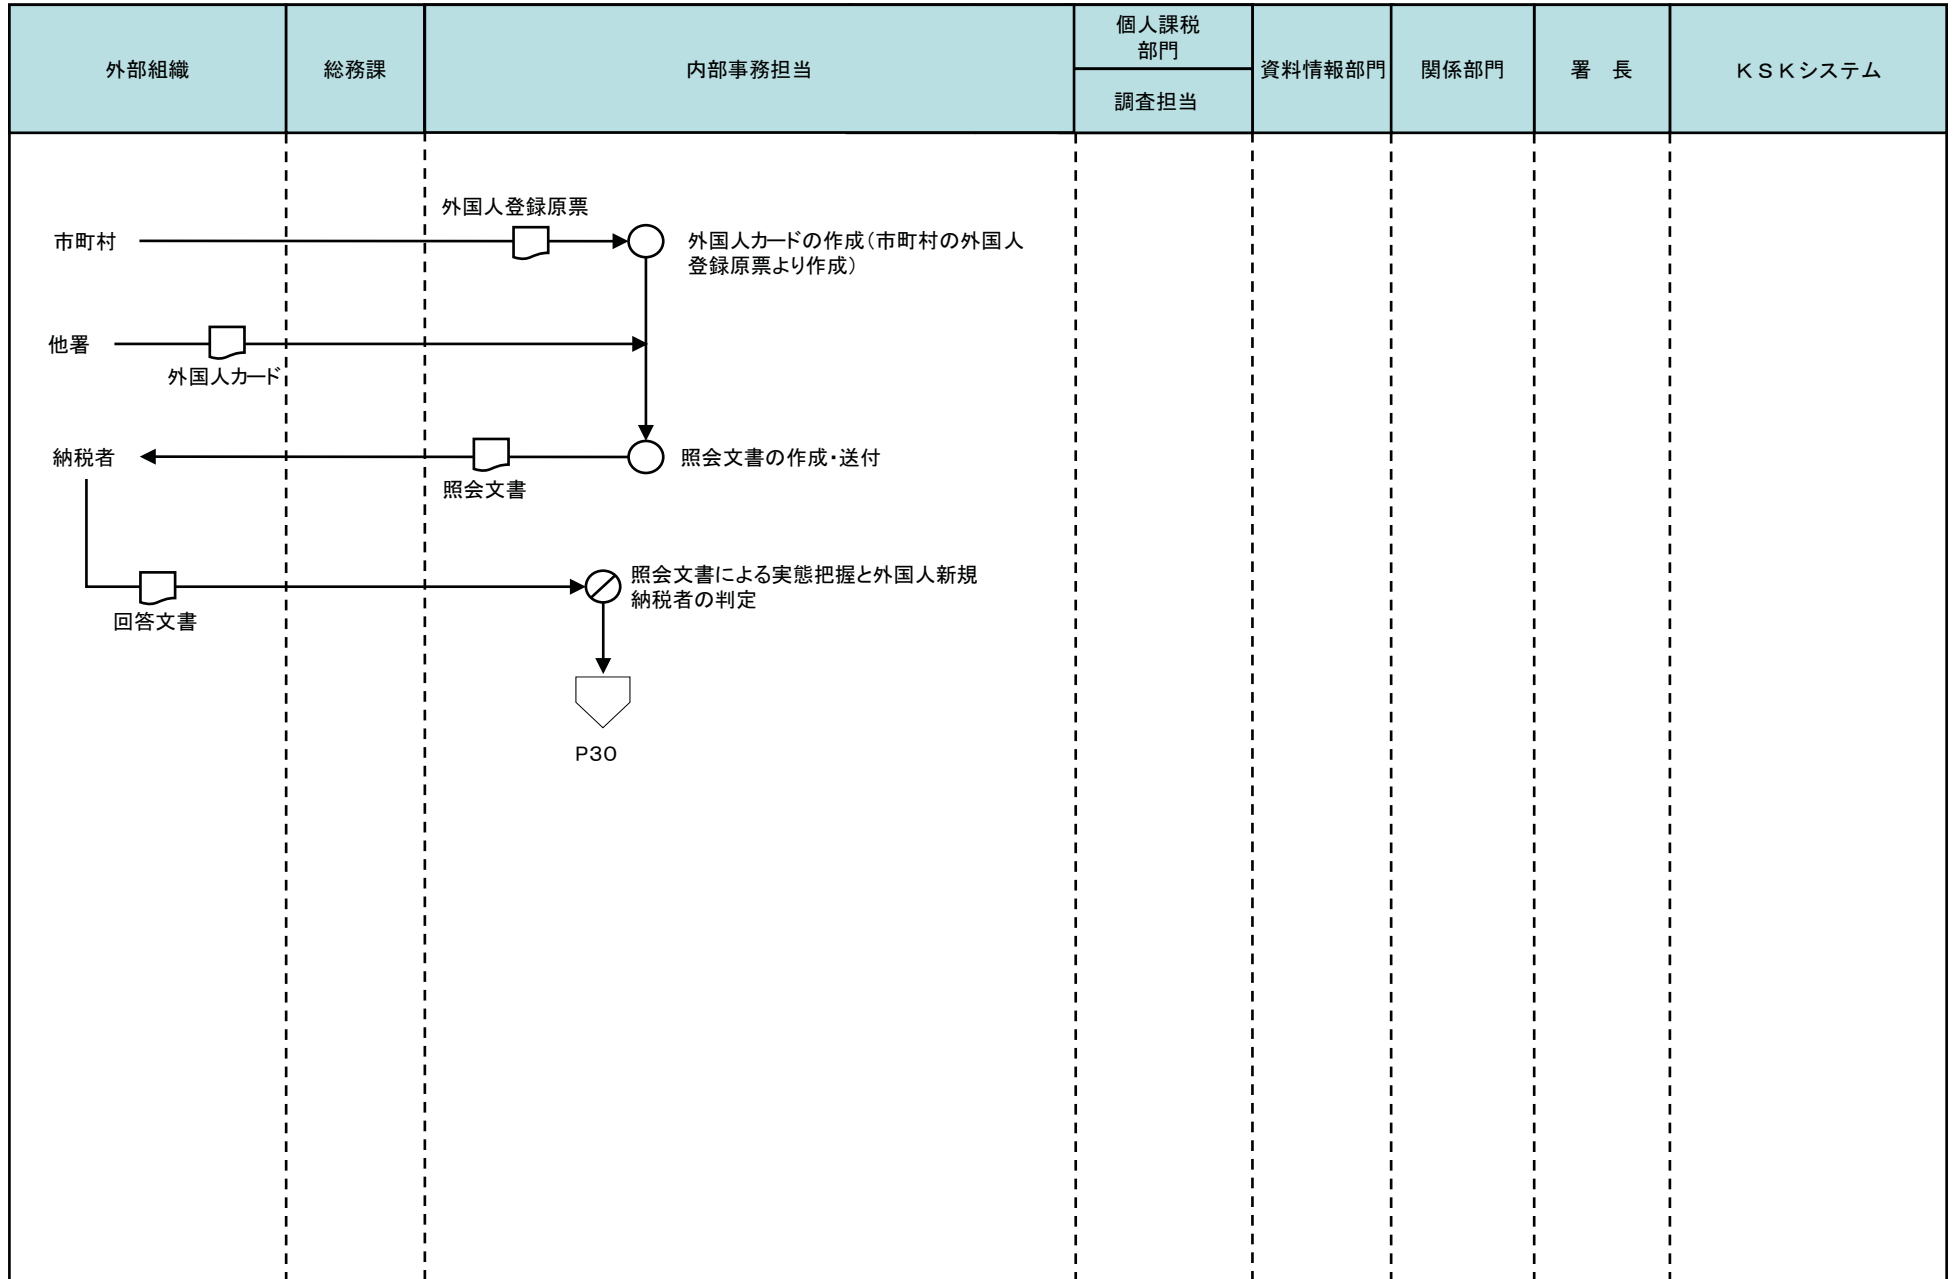 外部組織
総務課
内部事務担当
個人課税
部門
調査担当
資料情報部門
関係部門
署　長
ＫＳＫシステム
外国人登録原票
市町村
外国人カードの作成（市町村の外国人
登録原票より作成）
他署
外国人カード
納税者
照会文書の作成・送付
照会文書
照会文書による実態把握と外国人新規
納税者の判定
回答文書
P30